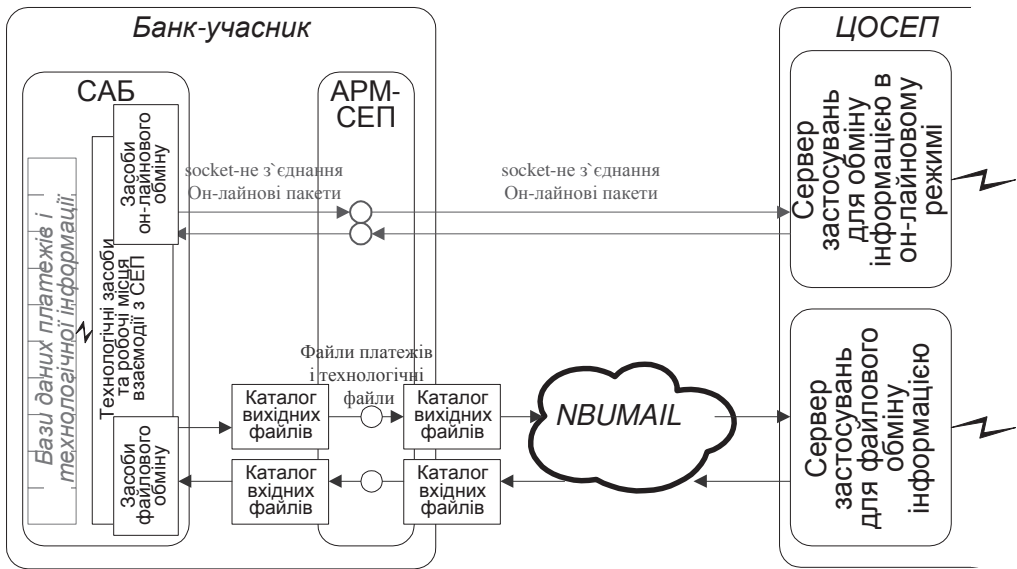 Банк-учасник
ЦОСЕП
САБ
АРМ-
СЕП
Бази даних платежів і
технологічної інформації
Технологічні засоби
та робочі місця
взаємодії з СЕП
Засоби
он-лайнового
обміну
Засоби
файлового
обміну
socket-не з`єднання
Он-лайнові пакети
socket-не з`єднання
Он-лайнові пакети
Сервер
застосувань
для обміну
інформацією в
он-лайновому
режимі
Файли платежів
і технологічні
файли
Каталог
вихідних
файлів
Каталог
вихідних
файлів
NBUMAIL
Каталог
вхідних
файлів
Каталог
вхідних
файлів
Сервер
застосувань
для файлового
обміну
інформацією